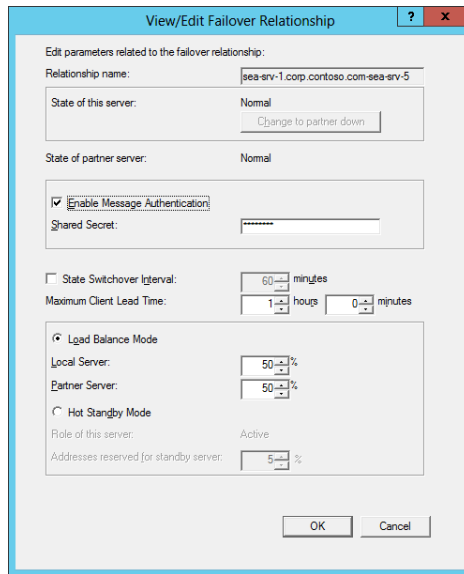 View/Edit Failover Relationship
? x
Edit parameters related to the failover relationship:
Relationship name: sea-srv-1.corp.contoso.com-sea-srv-5
State of this server: Normal
Change to partner down
State of partner server: Normal
Enable Message Authentication
Shared Secret: ********
State Switchover Interval: 60 minutes
Maximum Client Lead Time: 1 hours 0 minutes
Load Balance Mode
Local Server: 50 %
Partner Server: 50 %
Hot Standby Mode
Role of this server: Active
Addresses reserved for standby server: 5 %
OK Cancel